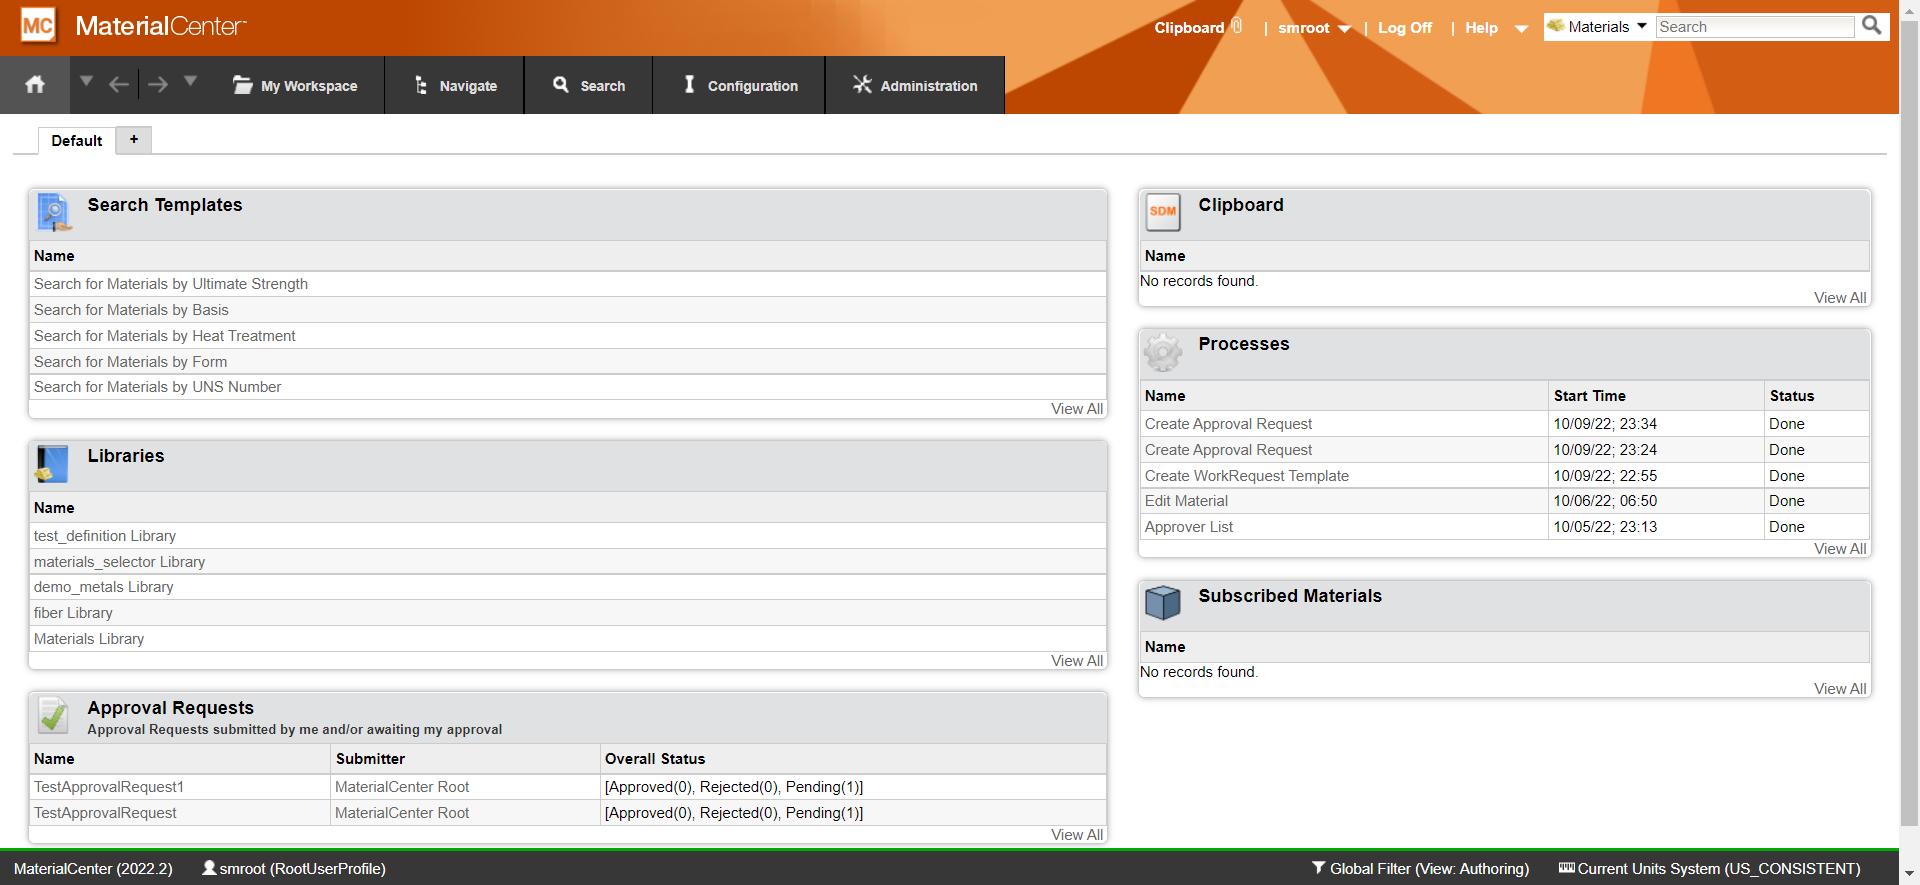 MC MaterialCenter
Clipboard | smroot | Log Off | Help
Materials Search
My Workspace Navigate Search Configuration Administration
Default +
Search Templates
Name
Search for Materials by Ultimate Strength
Search for Materials by Basis
Search for Materials by Heat Treatment
Search for Materials by Form
Search for Materials by UNS Number
View All
Libraries
Name
test_definition Library
materials_selector Library
demo_metals Library
fiber Library
Materials Library
View All
Approval Requests
Approval Requests submitted by me and/or awaiting my approval
Name Submitter Overall Status
TestApprovalRequest1 MaterialCenter Root [Approved(0), Rejected(0), Pending(1)]
TestApprovalRequest MaterialCenter Root [Approved(0), Rejected(0), Pending(1)]
View All
SDM Clipboard
Name
No records found.
View All
Processes
Name Start Time Status
Create Approval Request 10/09/22; 23:34 Done
Create Approval Request 10/09/22; 23:24 Done
Create WorkRequest Template 10/09/22; 22:55 Done
Edit Material 10/06/22; 06:50 Done
Approver List 10/05/22; 23:13 Done
View All
Subscribed Materials
Name
No records found.
View All
MaterialCenter (2022.2) smroot (RootUserProfile) Global Filter (View: Authoring) Current Units System (US_CONSISTENT)